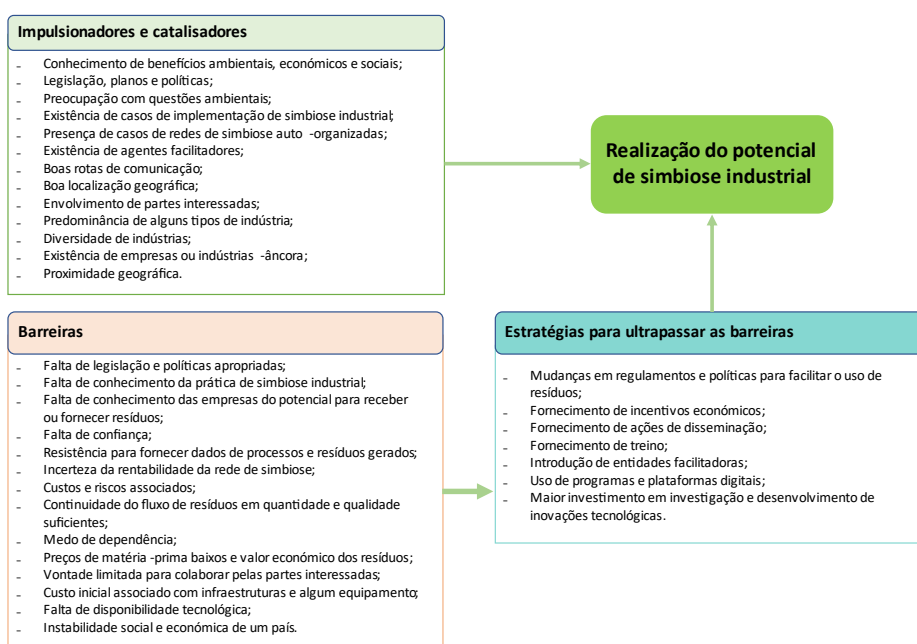 Impulsionadores e catalisadores
- Conhecimento de benefícios ambientais, económicos e sociais;
- Legislação, planos e políticas;
- Preocupação com questões ambientais;
- Existência de casos de implementação de simbiose industrial;
- Presença de casos de redes de simbiose auto -organizadas;
- Existência de agentes facilitadores;
- Boas rotas de comunicação;
- Boa localização geográfica;
- Envolvimento de partes interessadas;
- Predominância de alguns tipos de indústria;
- Diversidade de indústrias;
- Existência de empresas ou indústrias -âncora;
- Proximidade geográfica.
Realização do potencial
de simbiose industrial
Barreiras
- Falta de legislação e políticas apropriadas;
- Falta de conhecimento da prática de simbiose industrial;
- Falta de conhecimento das empresas do potencial para receber
ou fornecer resíduos;
- Falta de confiança;
- Resistência para fornecer dados de processos e resíduos gerados;
- Incerteza da rentabilidade da rede de simbiose;
- Custos e riscos associados;
- Continuidade do fluxo de resíduos em quantidade e qualidade
suficientes;
- Medo de dependência;
- Preços de matéria -prima baixos e valor económico dos resíduos;
- Vontade limitada para colaborar pelas partes interessadas;
- Custo inicial associado com infraestruturas e algum equipamento;
- Falta de disponibilidade tecnológica;
- Instabilidade social e económica de um país.
Estratégias para ultrapassar as barreiras
- Mudanças em regulamentos e políticas para facilitar o uso de
resíduos;
- Fornecimento de incentivos económicos;
- Fornecimento de ações de disseminação;
- Fornecimento de treino;
- Introdução de entidades facilitadoras;
- Uso de programas e plataformas digitais;
- Maior investimento em investigação e desenvolvimento de
inovações tecnológicas.